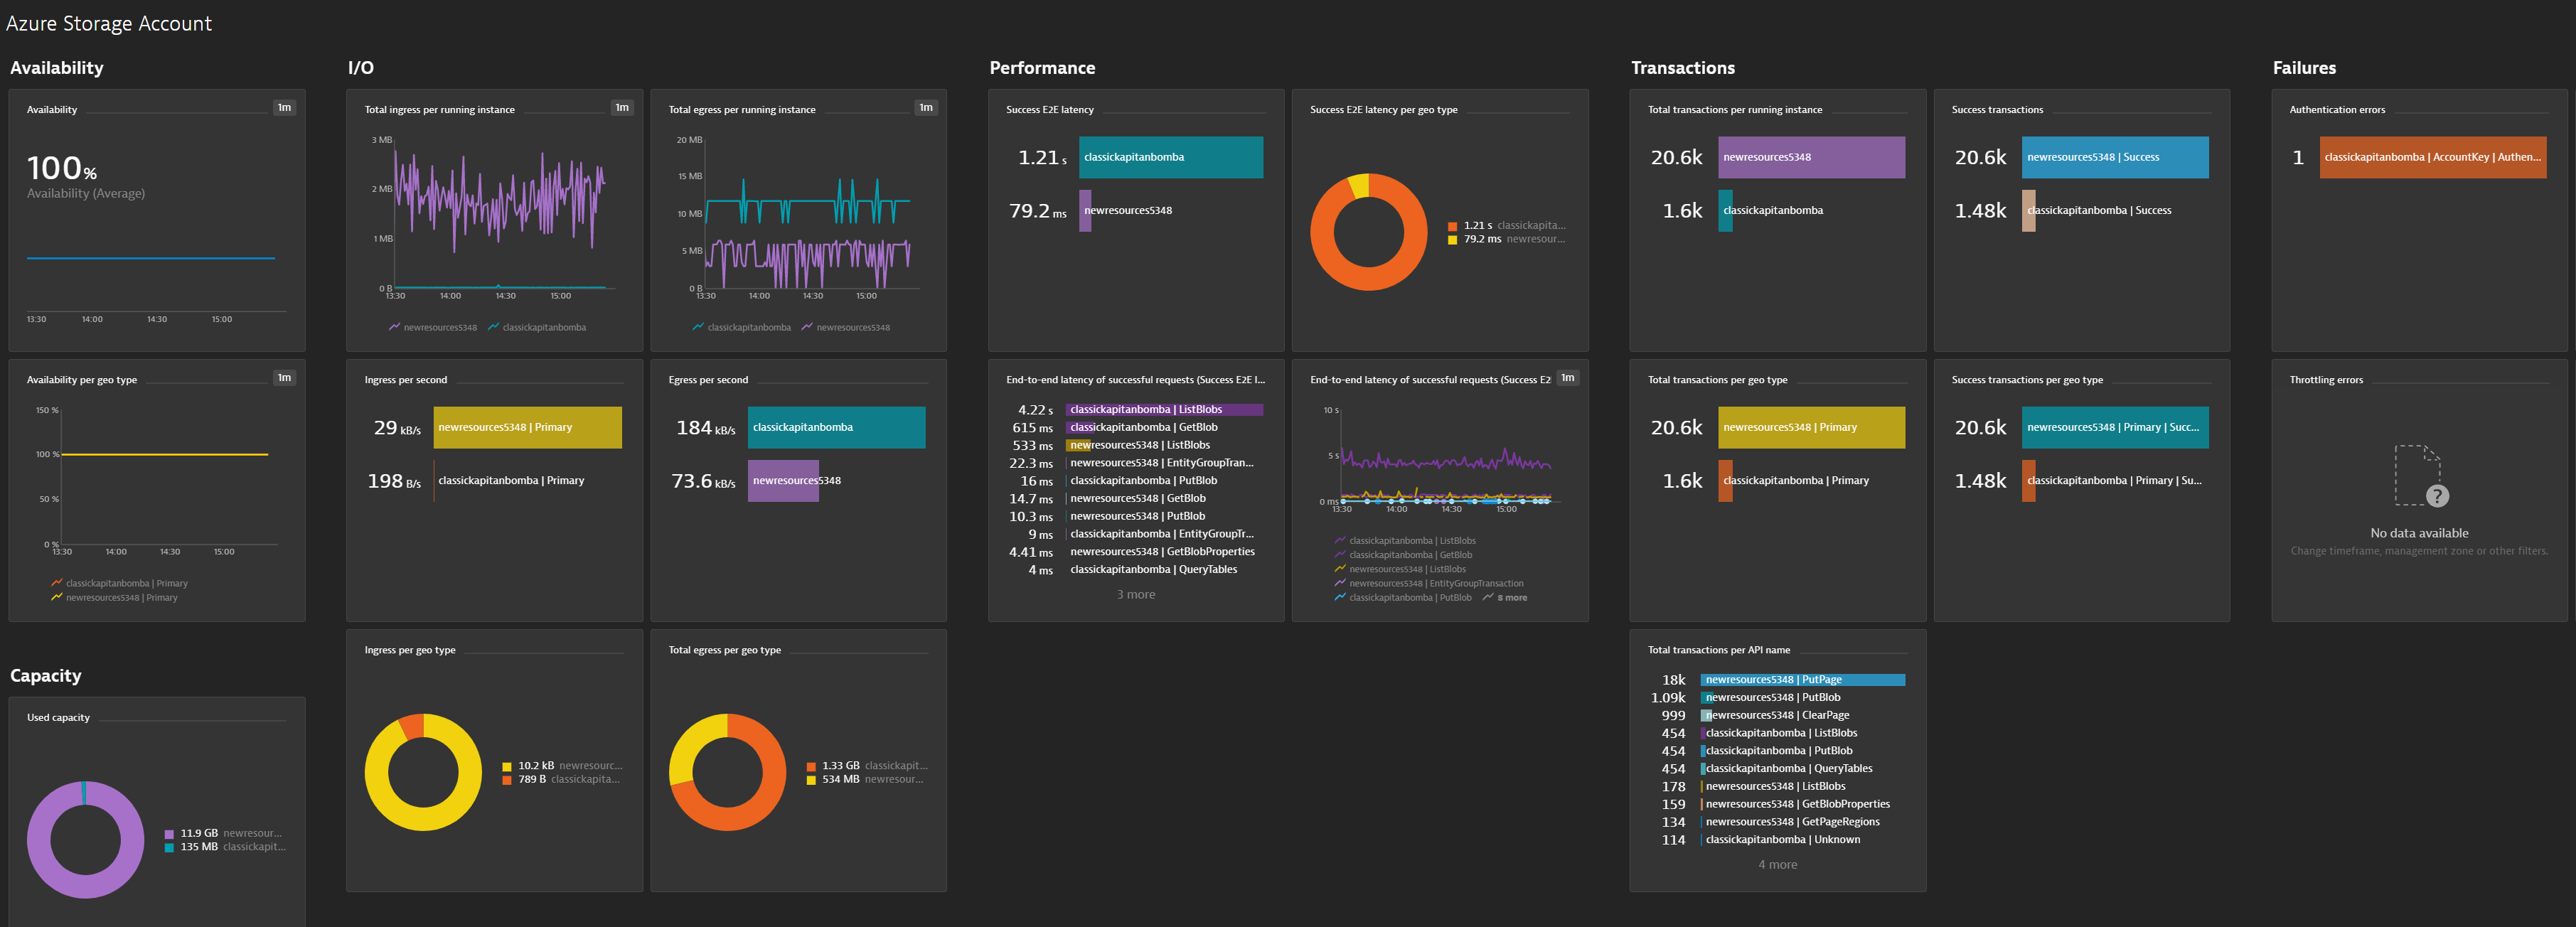 Azure Storage Account
Availability
Availability
1m
100%
Availability (Average)
13:30 14:00 14:30 15:00
Availability per geo type
1m
150 %
100 %
50 %
0 %
13:30 14:00 14:30 15:00
classickapitanbomba | Primary
newresources5348 | Primary
Capacity
Used capacity
11.9 GB newresour...
135 MB classickapit...
I/O
Total ingress per running instance
1m
3 MB
2 MB
1 MB
0 B
13:30 14:00 14:30 15:00
newresources5348 classickapitanbomba
Total egress per running instance
1m
20 MB
15 MB
10 MB
5 MB
0 B
13:30 14:00 14:30 15:00
classickapitanbomba newresources5348
Ingress per second
29 kB/s newresources5348 | Primary
198 B/s classickapitanbomba | Primary
Egress per second
184 kB/s classickapitanbomba
73.6 kB/s newresources5348
Ingress per geo type
10.2 kB newresourc...
789 B classickapita...
Total egress per geo type
1.33 GB classickapit...
534 MB newresour...
Performance
Success E2E latency
1.21 s classickapitanbomba
79.2 ms newresources5348
Success E2E latency per geo type
1.21 s classickapita...
79.2 ms newresour...
End-to-end latency of successful requests (Success E2E l...
4.22 s classickapitanbomba | ListBlobs
615 ms classickapitanbomba | GetBlob
533 ms newresources5348 | ListBlobs
22.3 ms newresources5348 | EntityGroupTran...
16 ms classickapitanbomba | PutBlob
14.7 ms newresources5348 | GetBlob
10.3 ms newresources5348 | PutBlob
9 ms classickapitanbomba | EntityGroupTr...
4.41 ms newresources5348 | GetBlobProperties
4 ms classickapitanbomba | QueryTables
3 more
End-to-end latency of successful requests (Success E2
1m
10 s
5 s
0 ms
13:30 14:00 14:30 15:00
classickapitanbomba | ListBlobs
classickapitanbomba | GetBlob
newresources5348 | ListBlobs
newresources5348 | EntityGroupTransaction
classickapitanbomba | PutBlob 8 more
Transactions
Total transactions per running instance
20.6k newresources5348
1.6k classickapitanbomba
Success transactions
20.6k newresources5348 | Success
1.48k classickapitanbomba | Success
Total transactions per geo type
20.6k newresources5348 | Primary
1.6k classickapitanbomba | Primary
Success transactions per geo type
20.6k newresources5348 | Primary | Succ...
1.48k classickapitanbomba | Primary | Su...
Total transactions per API name
18k newresources5348 | PutPage
1.09k newresources5348 | PutBlob
999 newresources5348 | ClearPage
454 classickapitanbomba | ListBlobs
454 classickapitanbomba | PutBlob
454 classickapitanbomba | QueryTables
178 newresources5348 | ListBlobs
159 newresources5348 | GetBlobProperties
134 newresources5348 | GetPageRegions
114 classickapitanbomba | Unknown
4 more
Failures
Authentication errors
1 classickapitanbomba | AccountKey | Authen...
Throttling errors
?
No data available
Change timeframe, management zone or other filters.